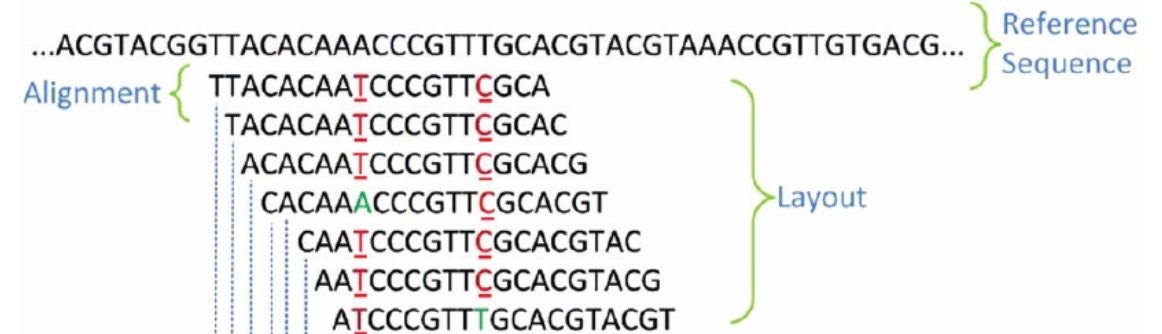 ...ACGTACGGTTACACAAACCCGTTTGCACGTACGTAAACCGTTGTGACG...
Reference
Sequence
Alignment
TTACACAATCCCGTTCGCA
TACACAATCCCGTTCGCAC
ACACAATCCCGTTCGCACG
CACAAACCCGTTCGCACGT
Layout
CAATCCCGTTCGCACGTAC
AATCCCGTTCGCACGTACG
ATCCCGTTTGCACGTACGT